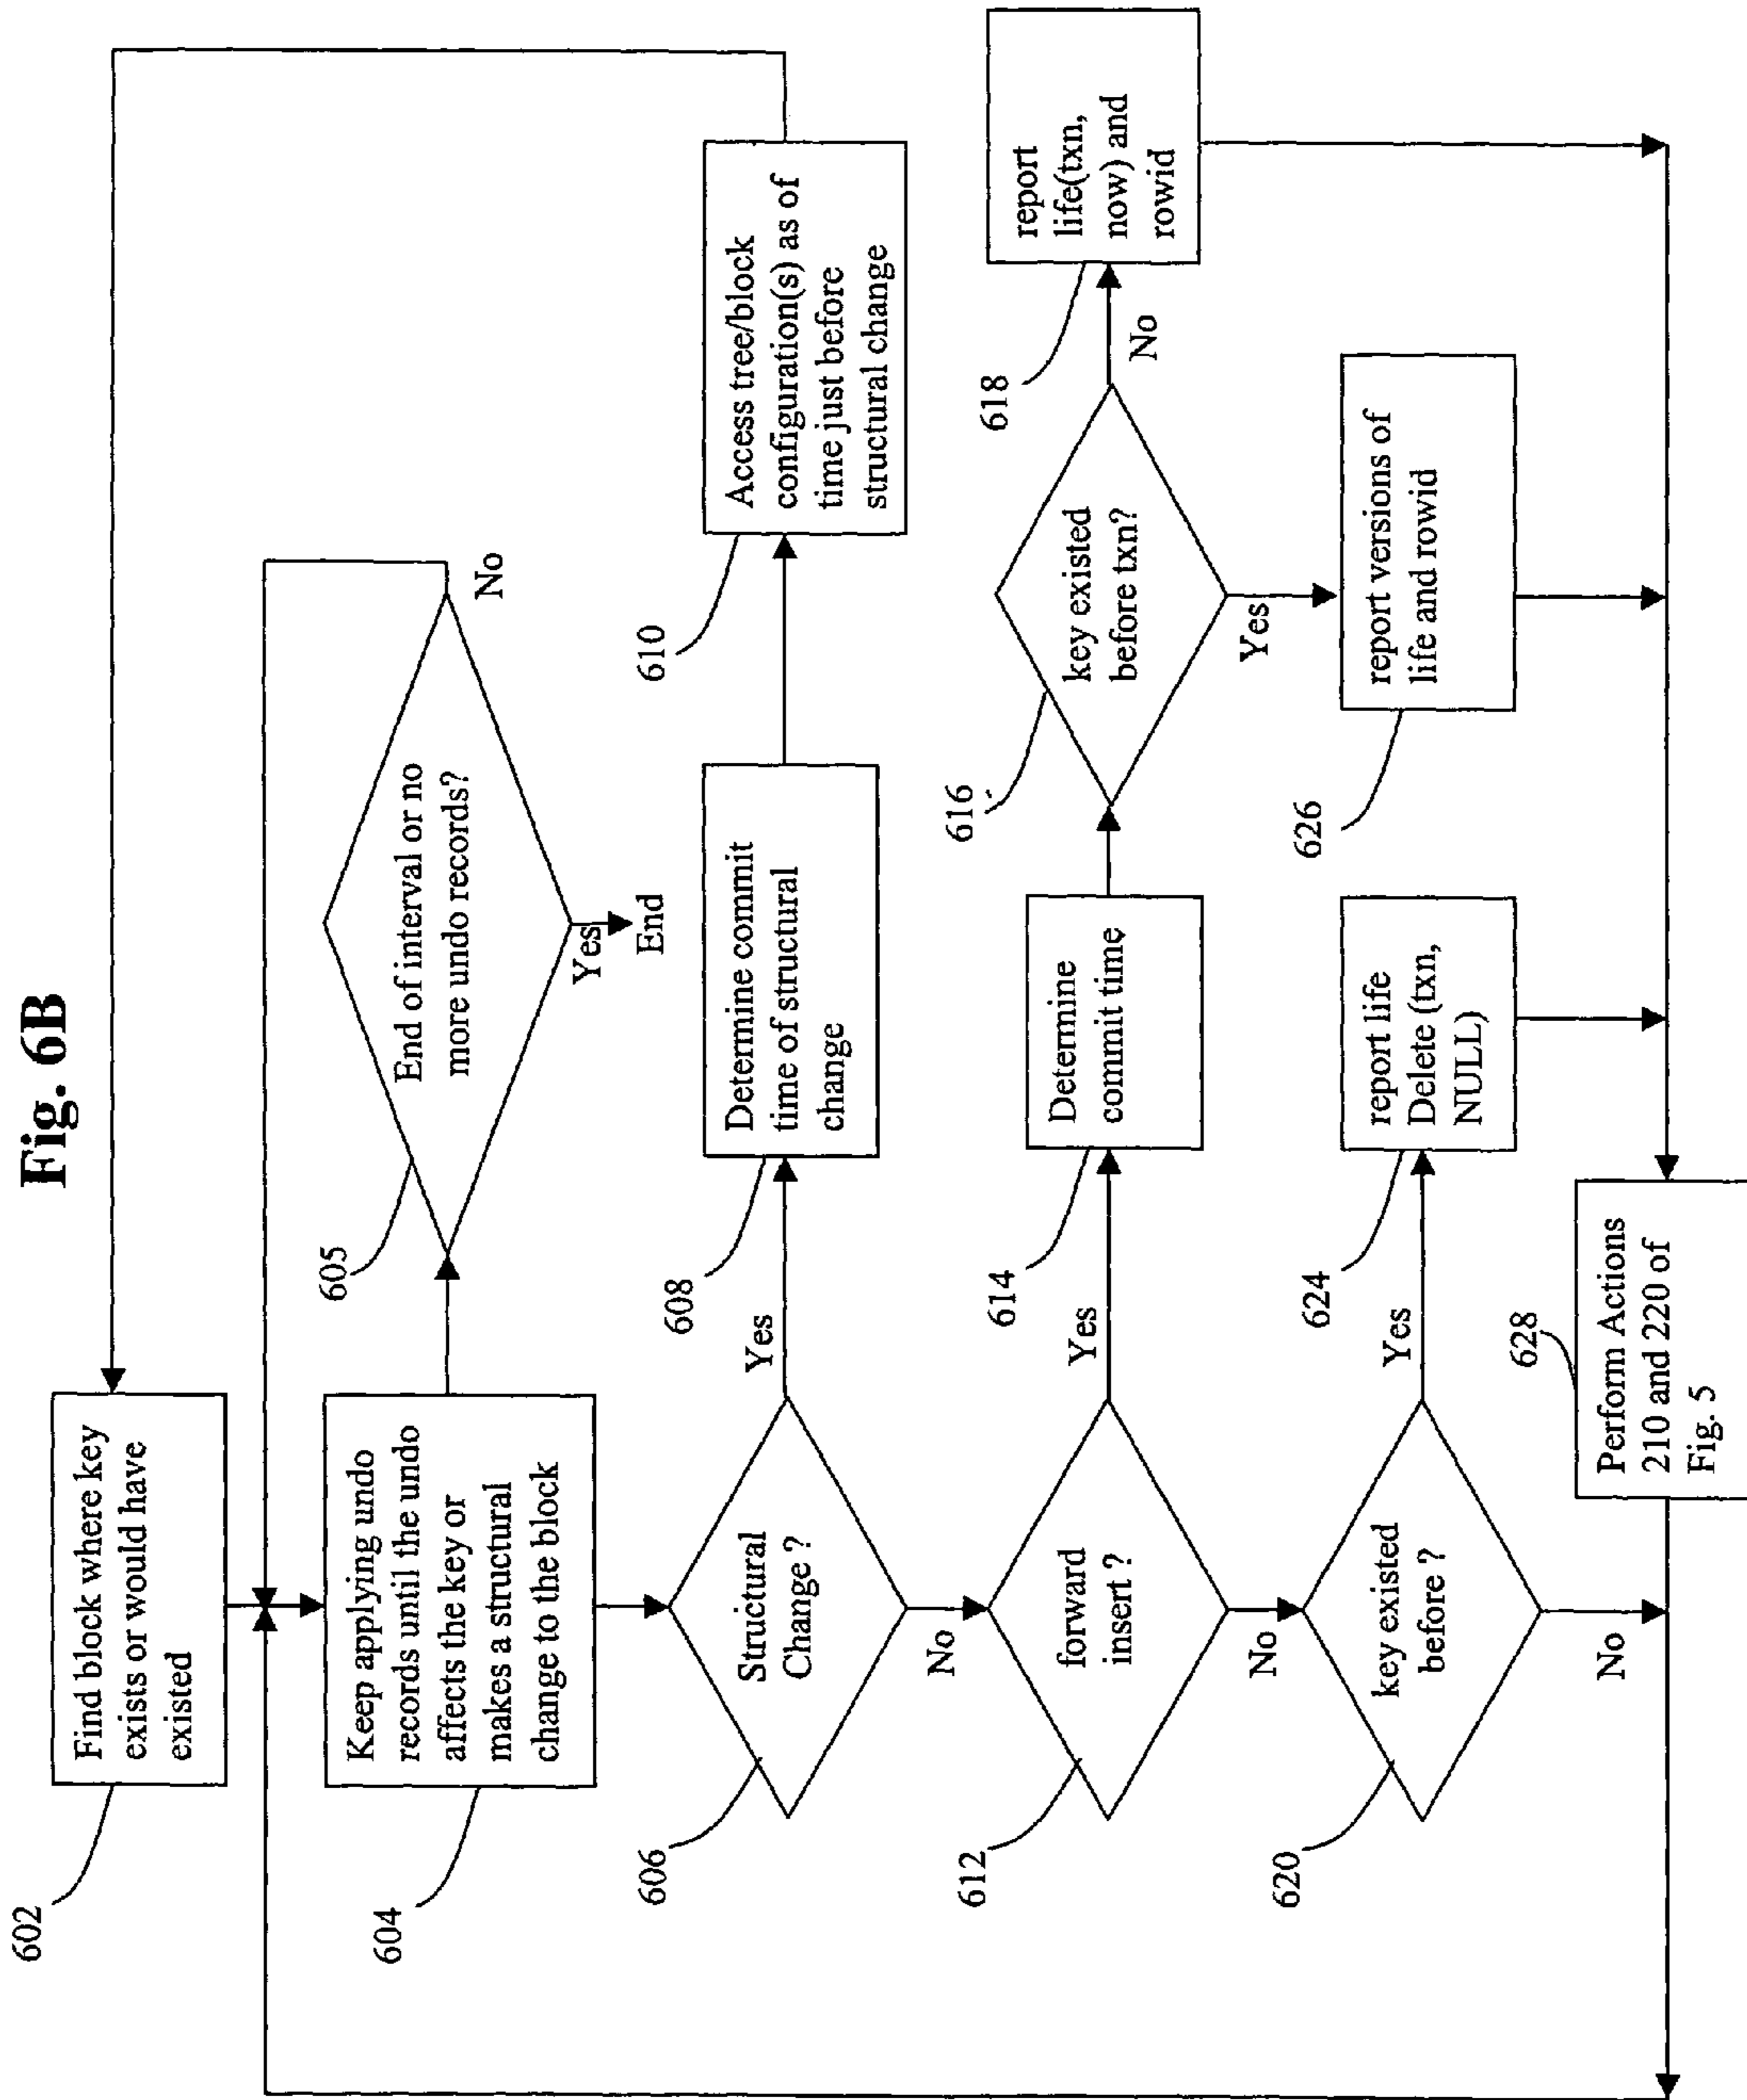 Fig. 6B
602
Find block where key
exists or would have
existed
604
Keep applying undo
records until the undo
affects the key or
makes a structural
change to the block
605
End of interval or no
more undo records?
No
Yes
End
606
Structural
Change ?
Yes
No
608
Determine commit
time of structural
change
610
Access tree/block
configuration(s) as of
time just before
structural change
612
forward
insert ?
Yes
No
614
Determine
commit time
616
key existed
before txn?
No
Yes
618
report
life(txn,
now) and
rowid
620
key existed
before ?
Yes
No
624
report life
Delete (txn,
NULL)
626
report versions of
life and rowid
628
Perform Actions
210 and 220 of
Fig. 5